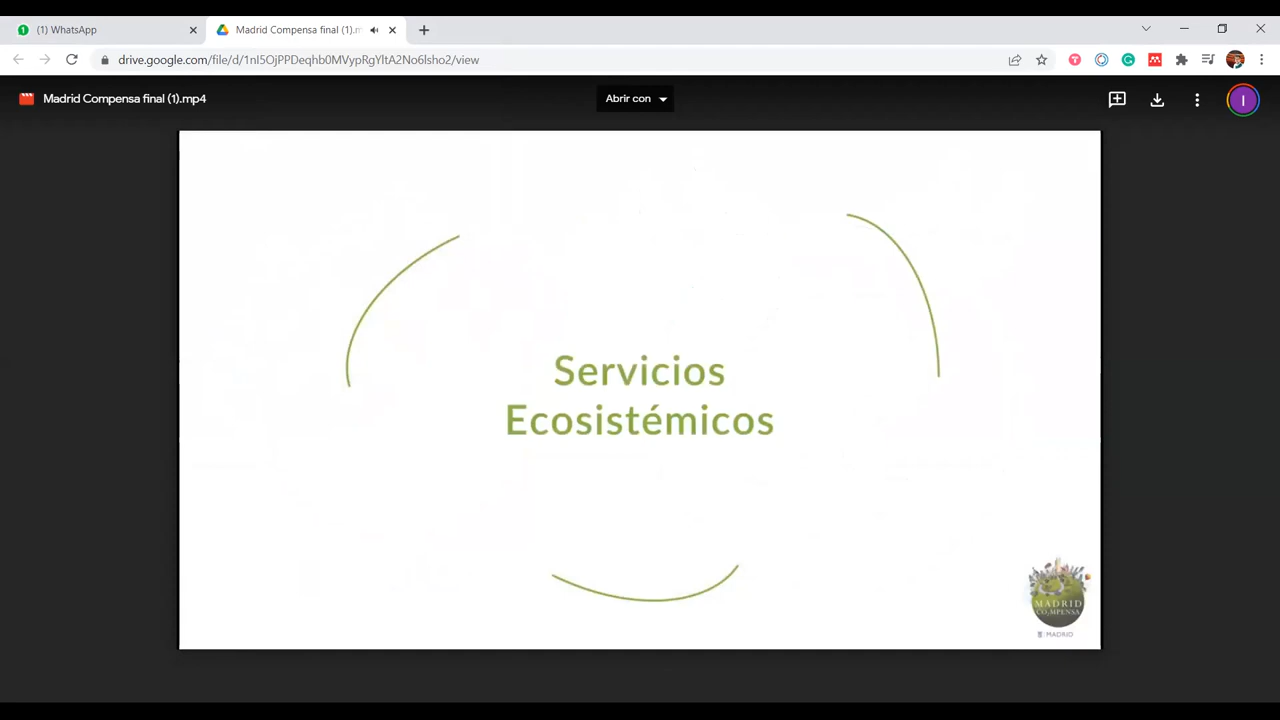 (1) WhatsApp
Madrid Compensa final (1).m
drive.google.com/file/d/1nI5OjPPDeqhb0MVypRgYltA2No6lsho2/view
Madrid Compensa final (1).mp4
Abrir con
I
Servicios
Ecosistémicos
MADRID
CO₂MPENSA
MADRID